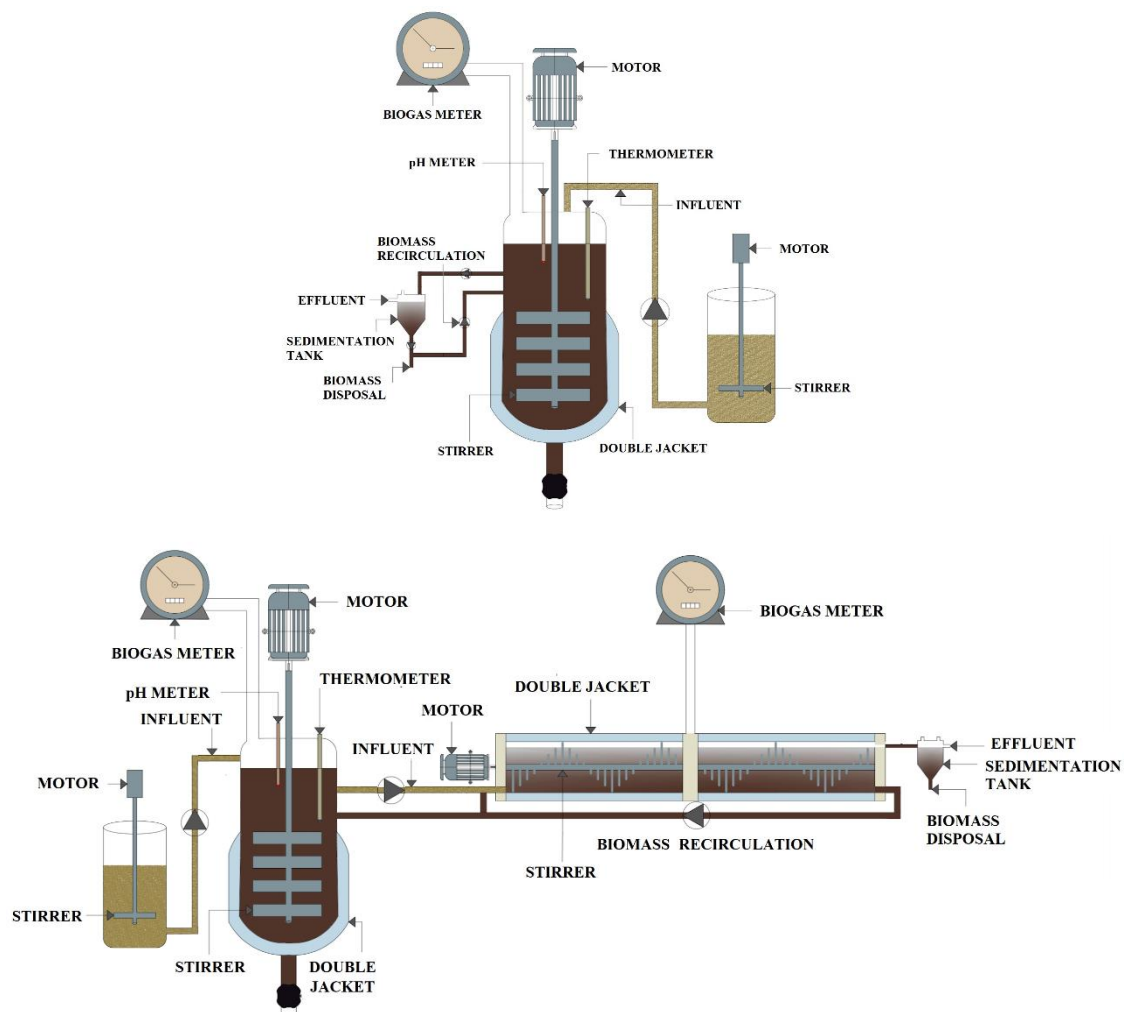 MOTOR
BIOGAS METER
pH METER
THERMOMETER
INFLUENT
BIOMASS
RECIRCULATION
MOTOR
EFFLUENT
SEDIMENTATION
TANK
BIOMASS
DISPOSAL
STIRRER
STIRRER
DOUBLE JACKET
MOTOR
BIOGAS METER
BIOGAS METER
THERMOMETER
DOUBLE JACKET
pH METER
INFLUENT
MOTOR
INFLUENT
EFFLUENT
SEDIMENTATION
TANK
MOTOR
BIOMASS
DISPOSAL
BIOMASS RECIRCULATION
STIRRER
STIRRER
STIRRER
DOUBLE
JACKET